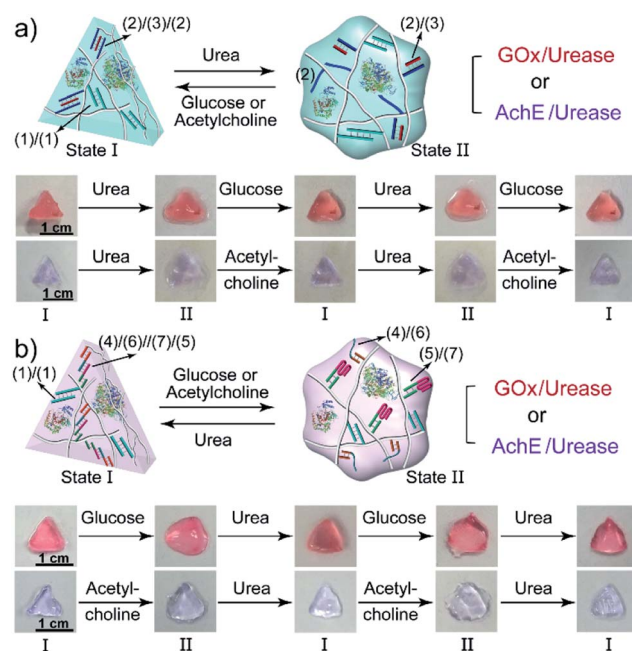 a)
(2)/(3)/(2)
(2)/(3)
Urea
(2)
GOx/Urease
Glucose or
Acetylcholine
or
(1)/(1)
State I
State II
AchE/Urease
Urea
Glucose
Urea
Glucose
1 cm
Urea
Acetyl-
choline
Urea
Acetyl-
choline
1 cm
I
II
I
II
I
b)
(4)/(6)//(7)/(5)
(4)/(6)
(1)/(1)
(5)/(7)
Glucose or
Acetylcholine
GOx/Urease
Urea
or
State I
State II
AchE/Urease
Glucose
Urea
Glucose
Urea
1 cm
Acetyl-
choline
Urea
Acetyl-
choline
Urea
1 cm
I
II
I
II
I